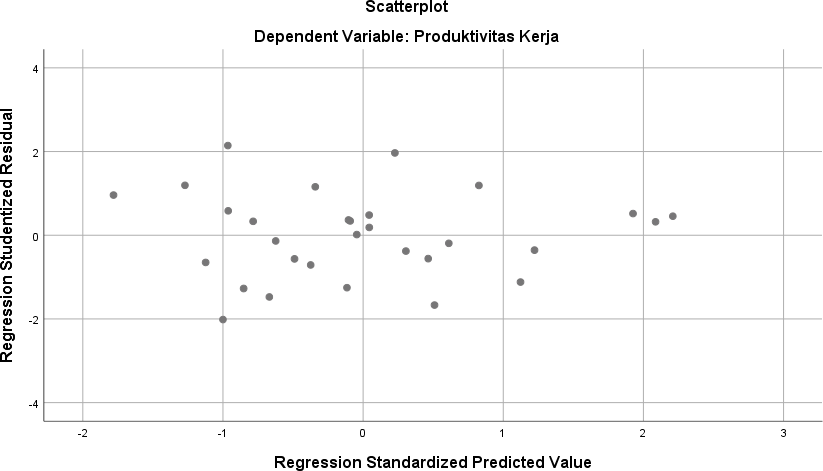 Scatterplot
Dependent Variable: Produktivitas Kerja
Regression Studentized Residual
4
2
0
-2
-4
-2
-1
0
1
2
3
Regression Standardized Predicted Value